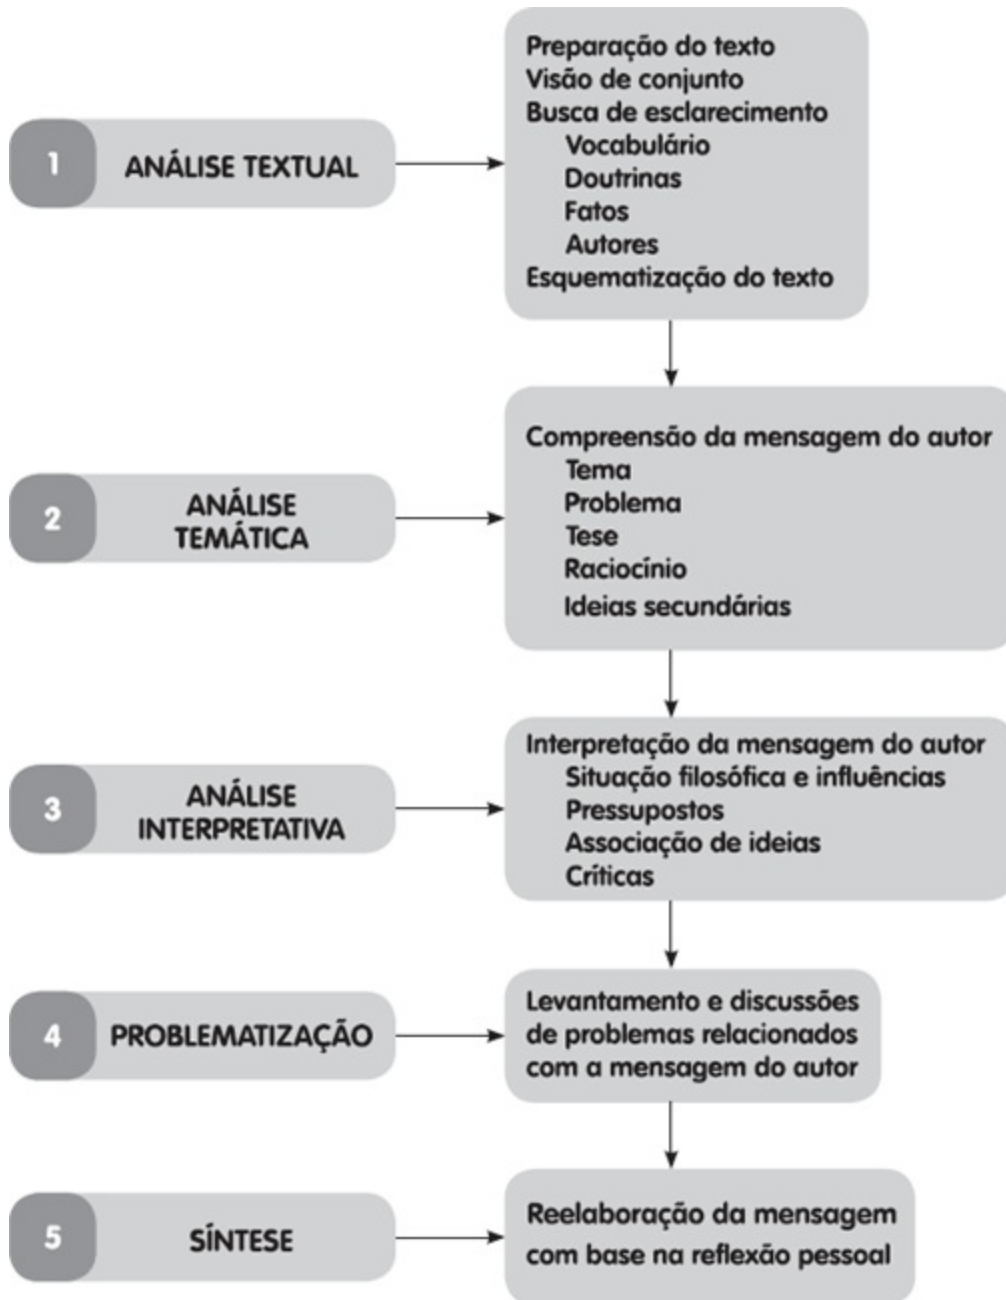 1
ANÁLISE TEXTUAL
Preparação do texto
Visão de conjunto
Busca de esclarecimento
Vocabulário
Doutrinas
Fatos
Autores
Esquematização do texto
2
ANÁLISE
TEMÁTICA
Compreensão da mensagem do autor
Tema
Problema
Tese
Raciocínio
Ideias secundárias
3
ANÁLISE
INTERPRETATIVA
Interpretação da mensagem do autor
Situação filosófica e influências
Pressupostos
Associação de ideias
Críticas
4
PROBLEMATIZAÇÃO
Levantamento e discussões
de problemas relacionados
com a mensagem do autor
5
SÍNTESE
Reelaboração da mensagem
com base na reflexão pessoal